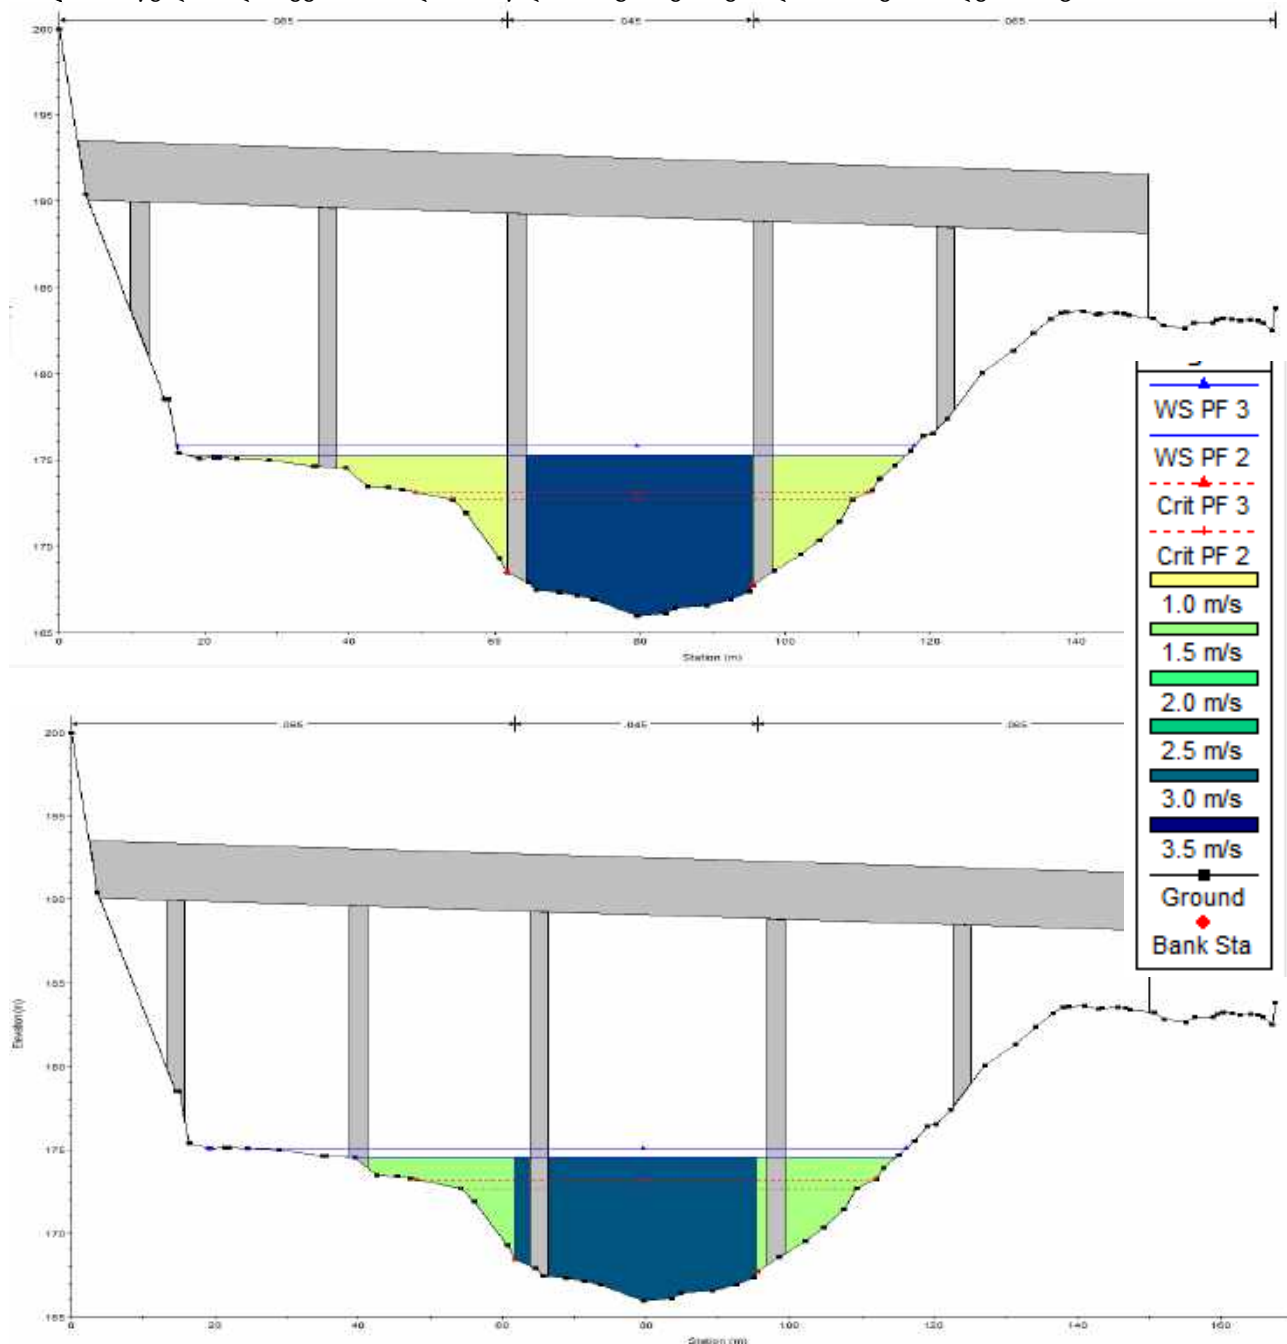 .065 .045 .065
200
195
190
185
180
175
170
165
0 20 40 60 80 100 120 140
Station (m)
WS PF 3
WS PF 2
Crit PF 3
Crit PF 2
1.0 m/s
1.5 m/s
2.0 m/s
2.5 m/s
3.0 m/s
3.5 m/s
Ground
Bank Sta
.065 .045 .065
200
195
190
185
180
175
170
165
Elevation (m)
0 20 40 60 80 100 120 140 160
Station (m)